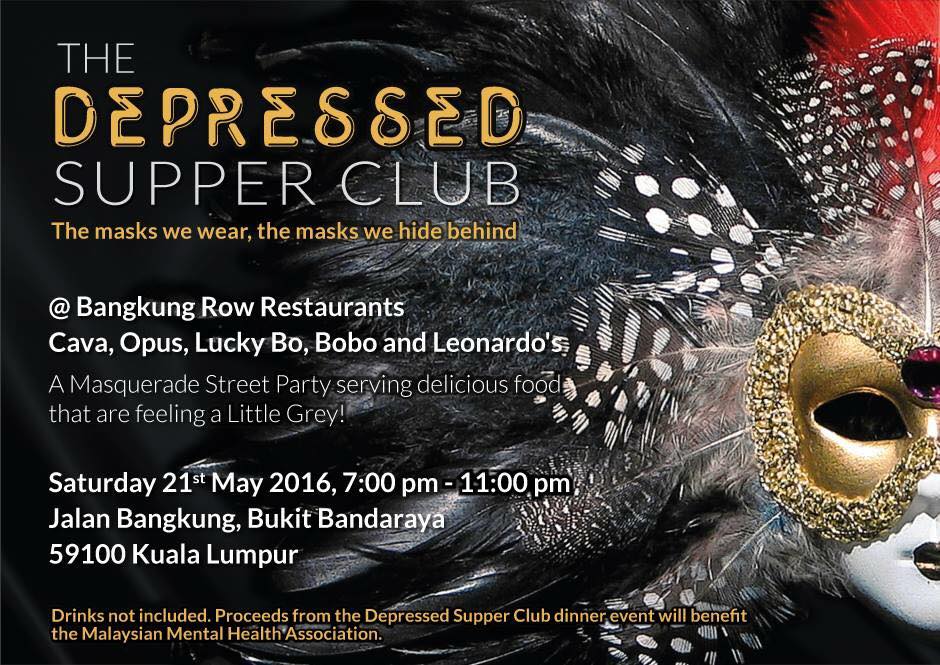 THE
DEPRESSED
SUPPER CLUB
The masks we wear, the masks we hide behind
@ Bangkung Row Restaurants
Cava, Opus, Lucky Bo, Bobo and Leonardo's.
A Masquerade Street Party serving delicious food
that are feeling a Little Grey!
Saturday 21st May 2016, 7:00 pm - 11:00 pm
Jalan Bangkung, Bukit Bandaraya
59100 Kuala Lumpur
Drinks not included. Proceeds from the Depressed Supper Club dinner event will benefit
the Malaysian Mental Health Association.